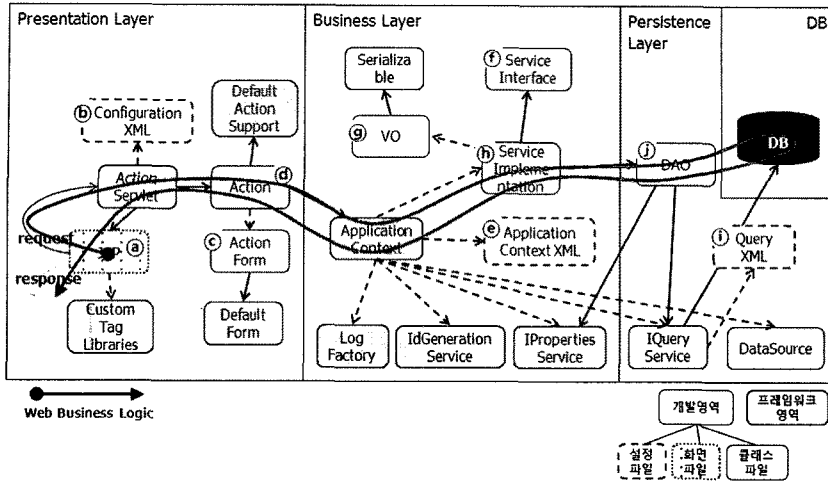 Presentation Layer
Business Layer
Persistence
Layer
DB
ⓑ Configuration
XML
Default
Action
Support
Action
Servlet
Action
ⓓ
request
ⓐ
response
ⓒ Action
Form
Custom
Tag
Libraries
Default
Form
Serializa
ble
ⓕ Service
Interface
ⓖ VO
ⓗ Service
Impleme
ntation
Application
Context
ⓔ Application
Context XML
Log
Factory
IdGeneration
Service
IProperties
Service
ⓙ DAO
DB
ⓘ Query
XML
IQuery
Service
DataSource
Web Business Logic
개발영역
프레임워크
영역
설정
파일
화면
파일
클래스
파일